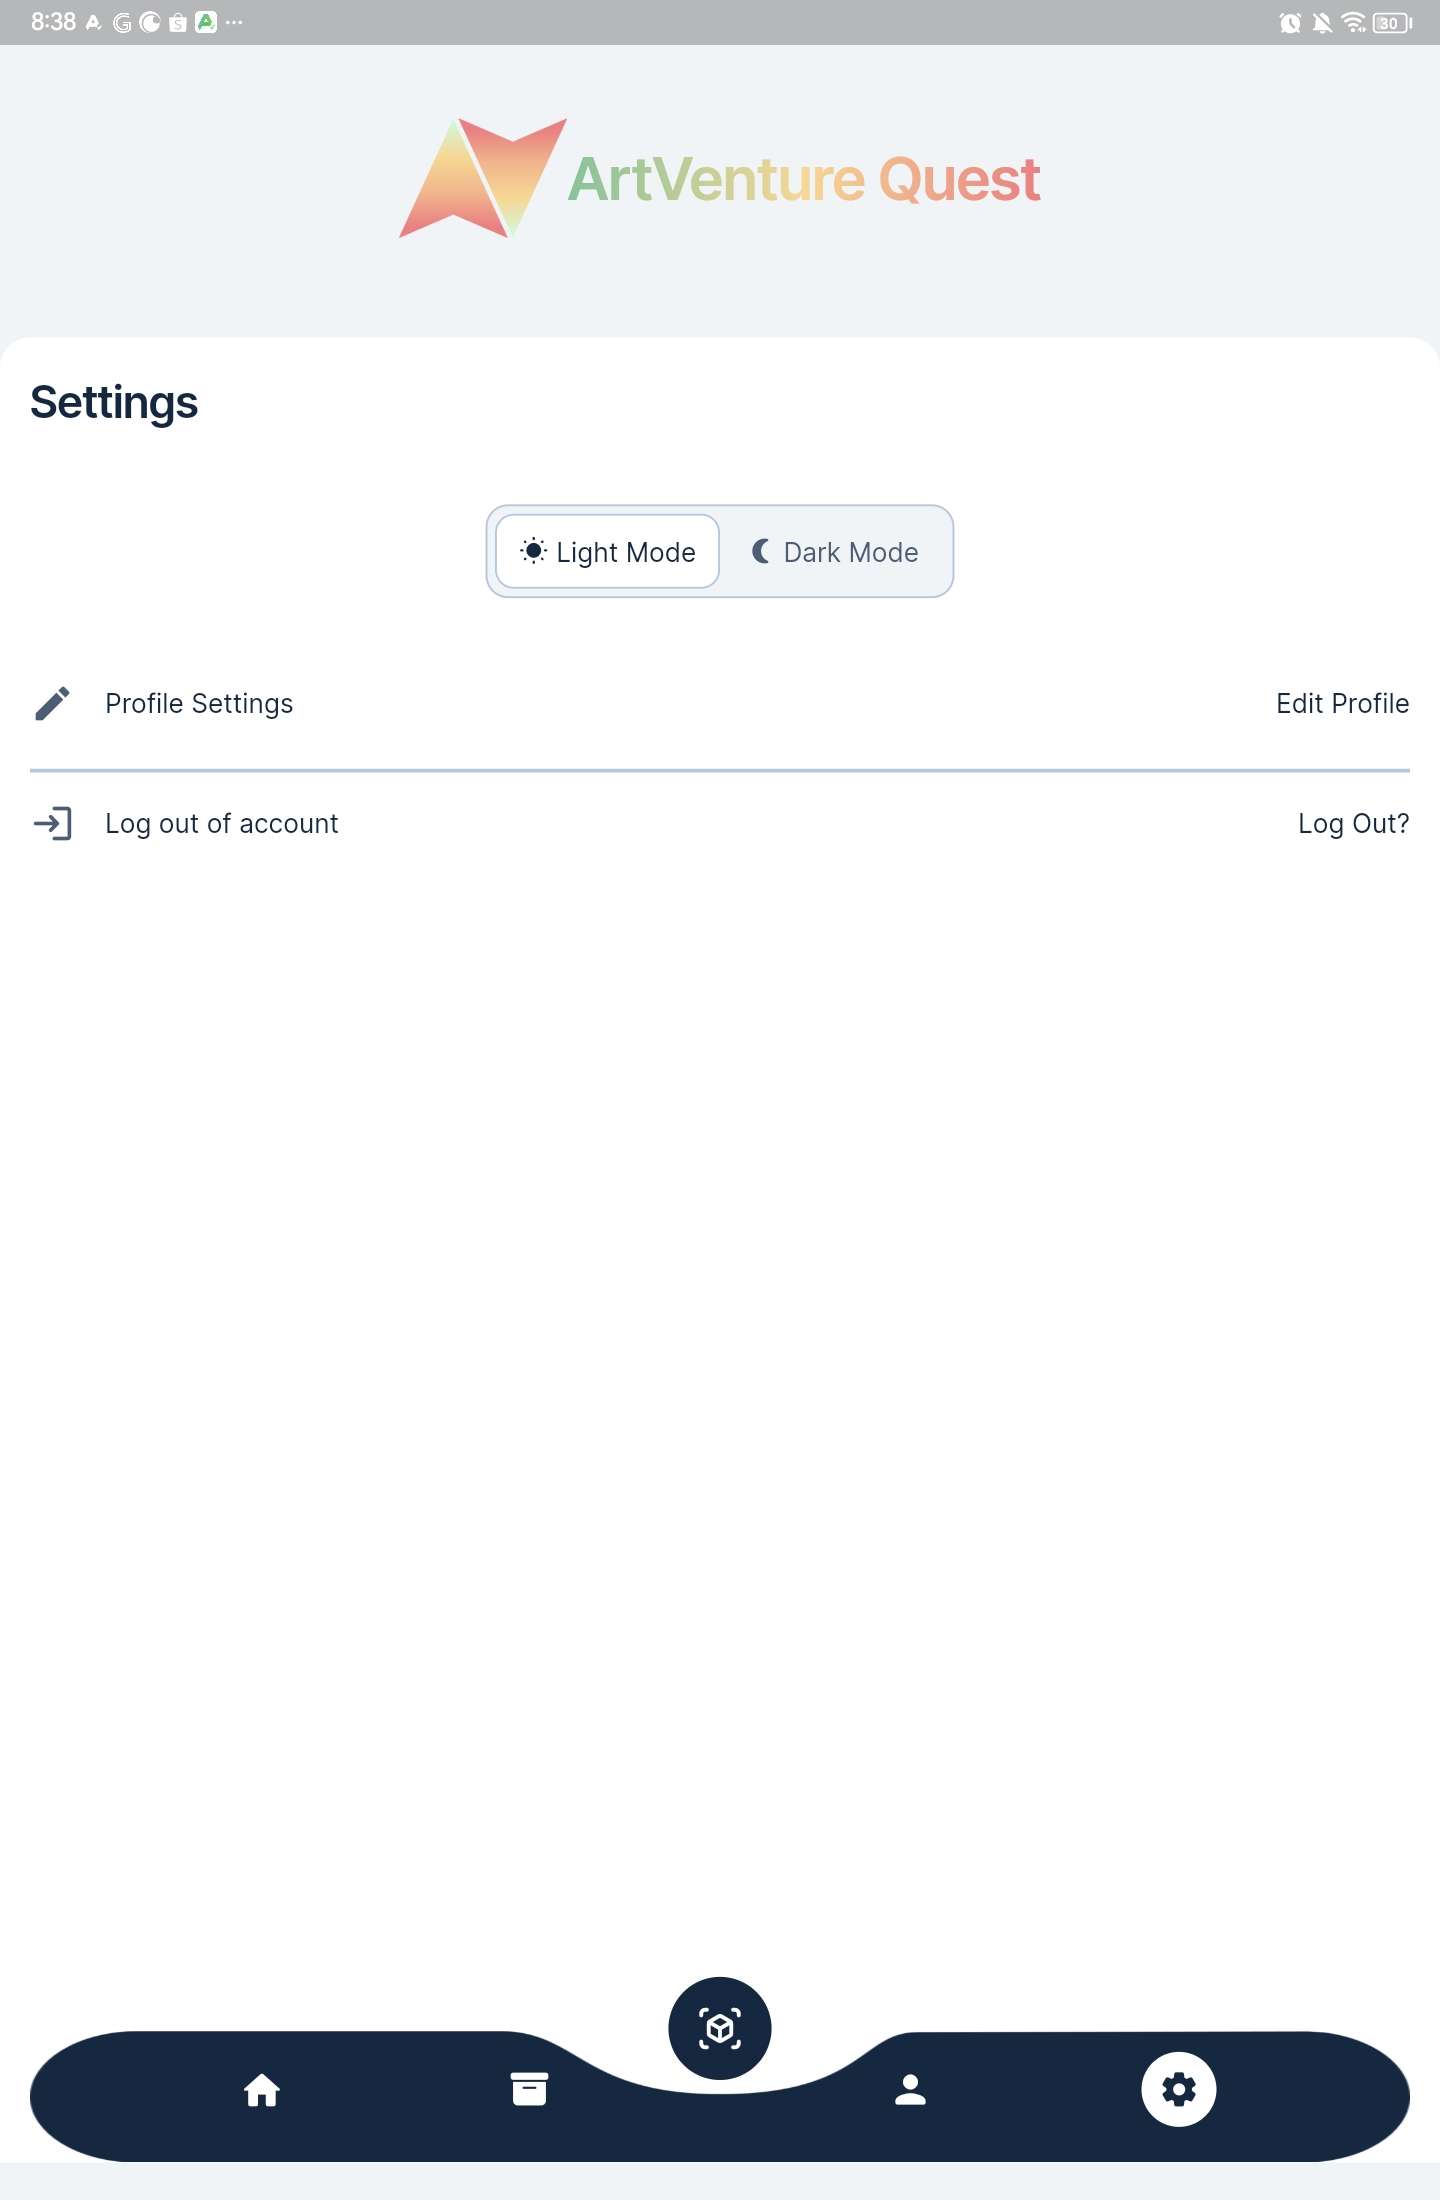 8:38
30
ArtVenture Quest
Settings
Light Mode Dark Mode
Profile Settings Edit Profile
Log out of account Log Out?